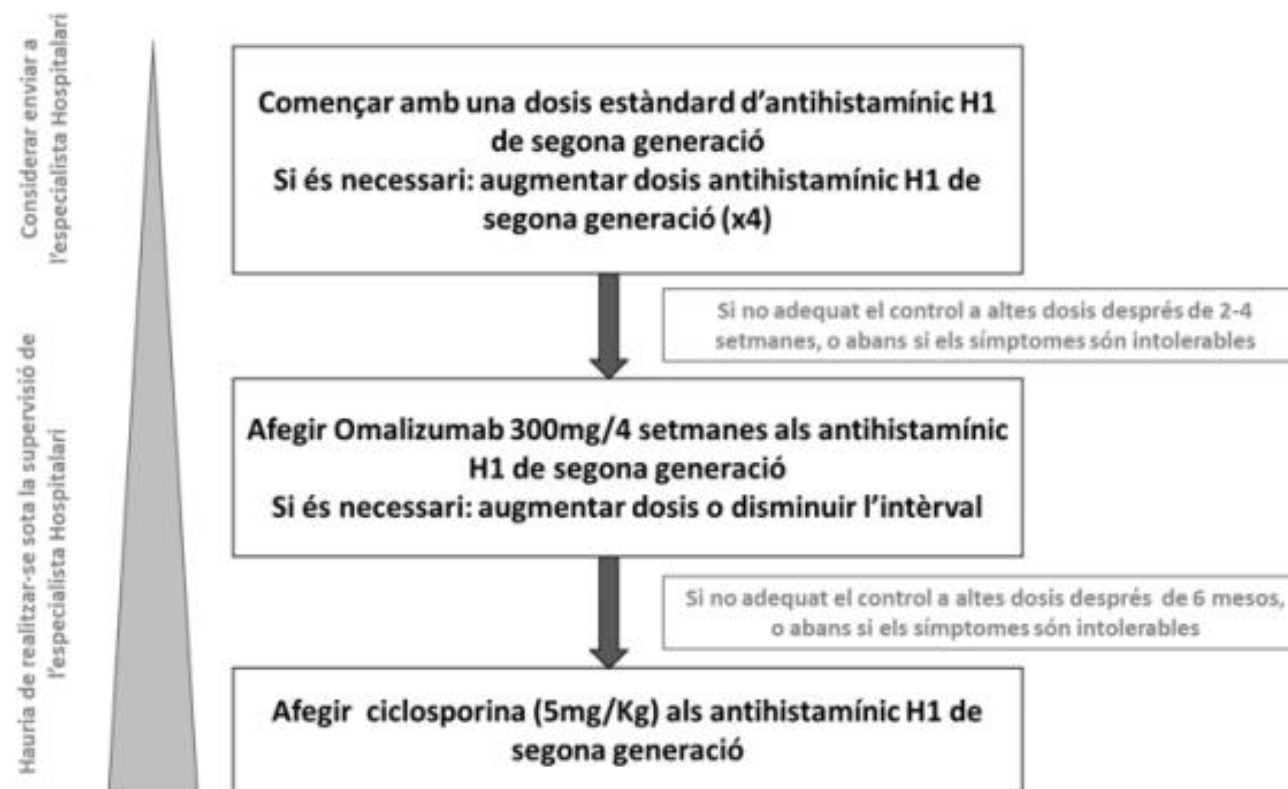 Considerar enviar a
l'especialista Hospitalari
Començar amb una dosis estàndard d'antihistamínic H1
de segona generació
Si és necessari: augmentar dosis antihistamínic H1 de
segona generació (x4)
Si no adequat el control a altes dosis després de 2-4
setmanes, o abans si els símptomes són intolerables
Hauria de realitzar-se sota la supervisió de
l'especialista Hospitalari
Afegir Omalizumab 300mg/4 setmanes als antihistamínic
H1 de segona generació
Si és necessari: augmentar dosis o disminuir l'intèrval
Si no adequat el control a altes dosis després de 6 mesos,
o abans si els símptomes són intolerables
Afegir ciclosporina (5mg/Kg) als antihistamínic H1 de
segona generació